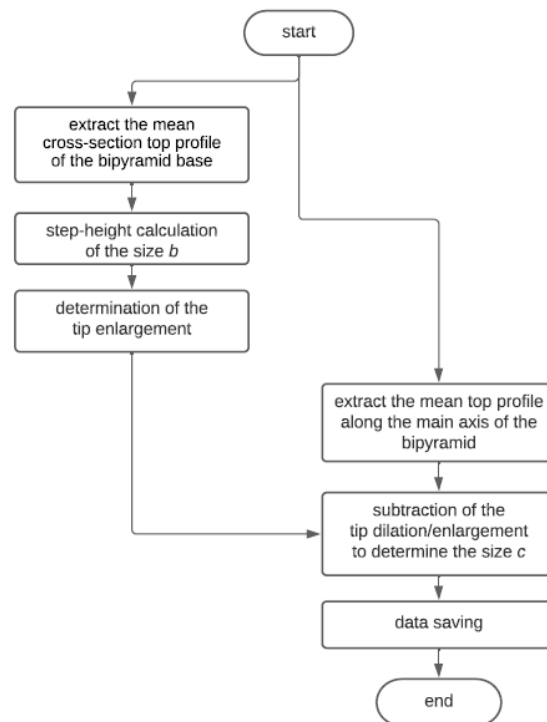 start
extract the mean
cross-section top profile
of the bipyramid base
step-height calculation
of the size b
determination of the
tip enlargement
extract the mean top profile
along the main axis of the
bipyramid
subtraction of the
tip dilation/enlargement
to determine the size c
data saving
end